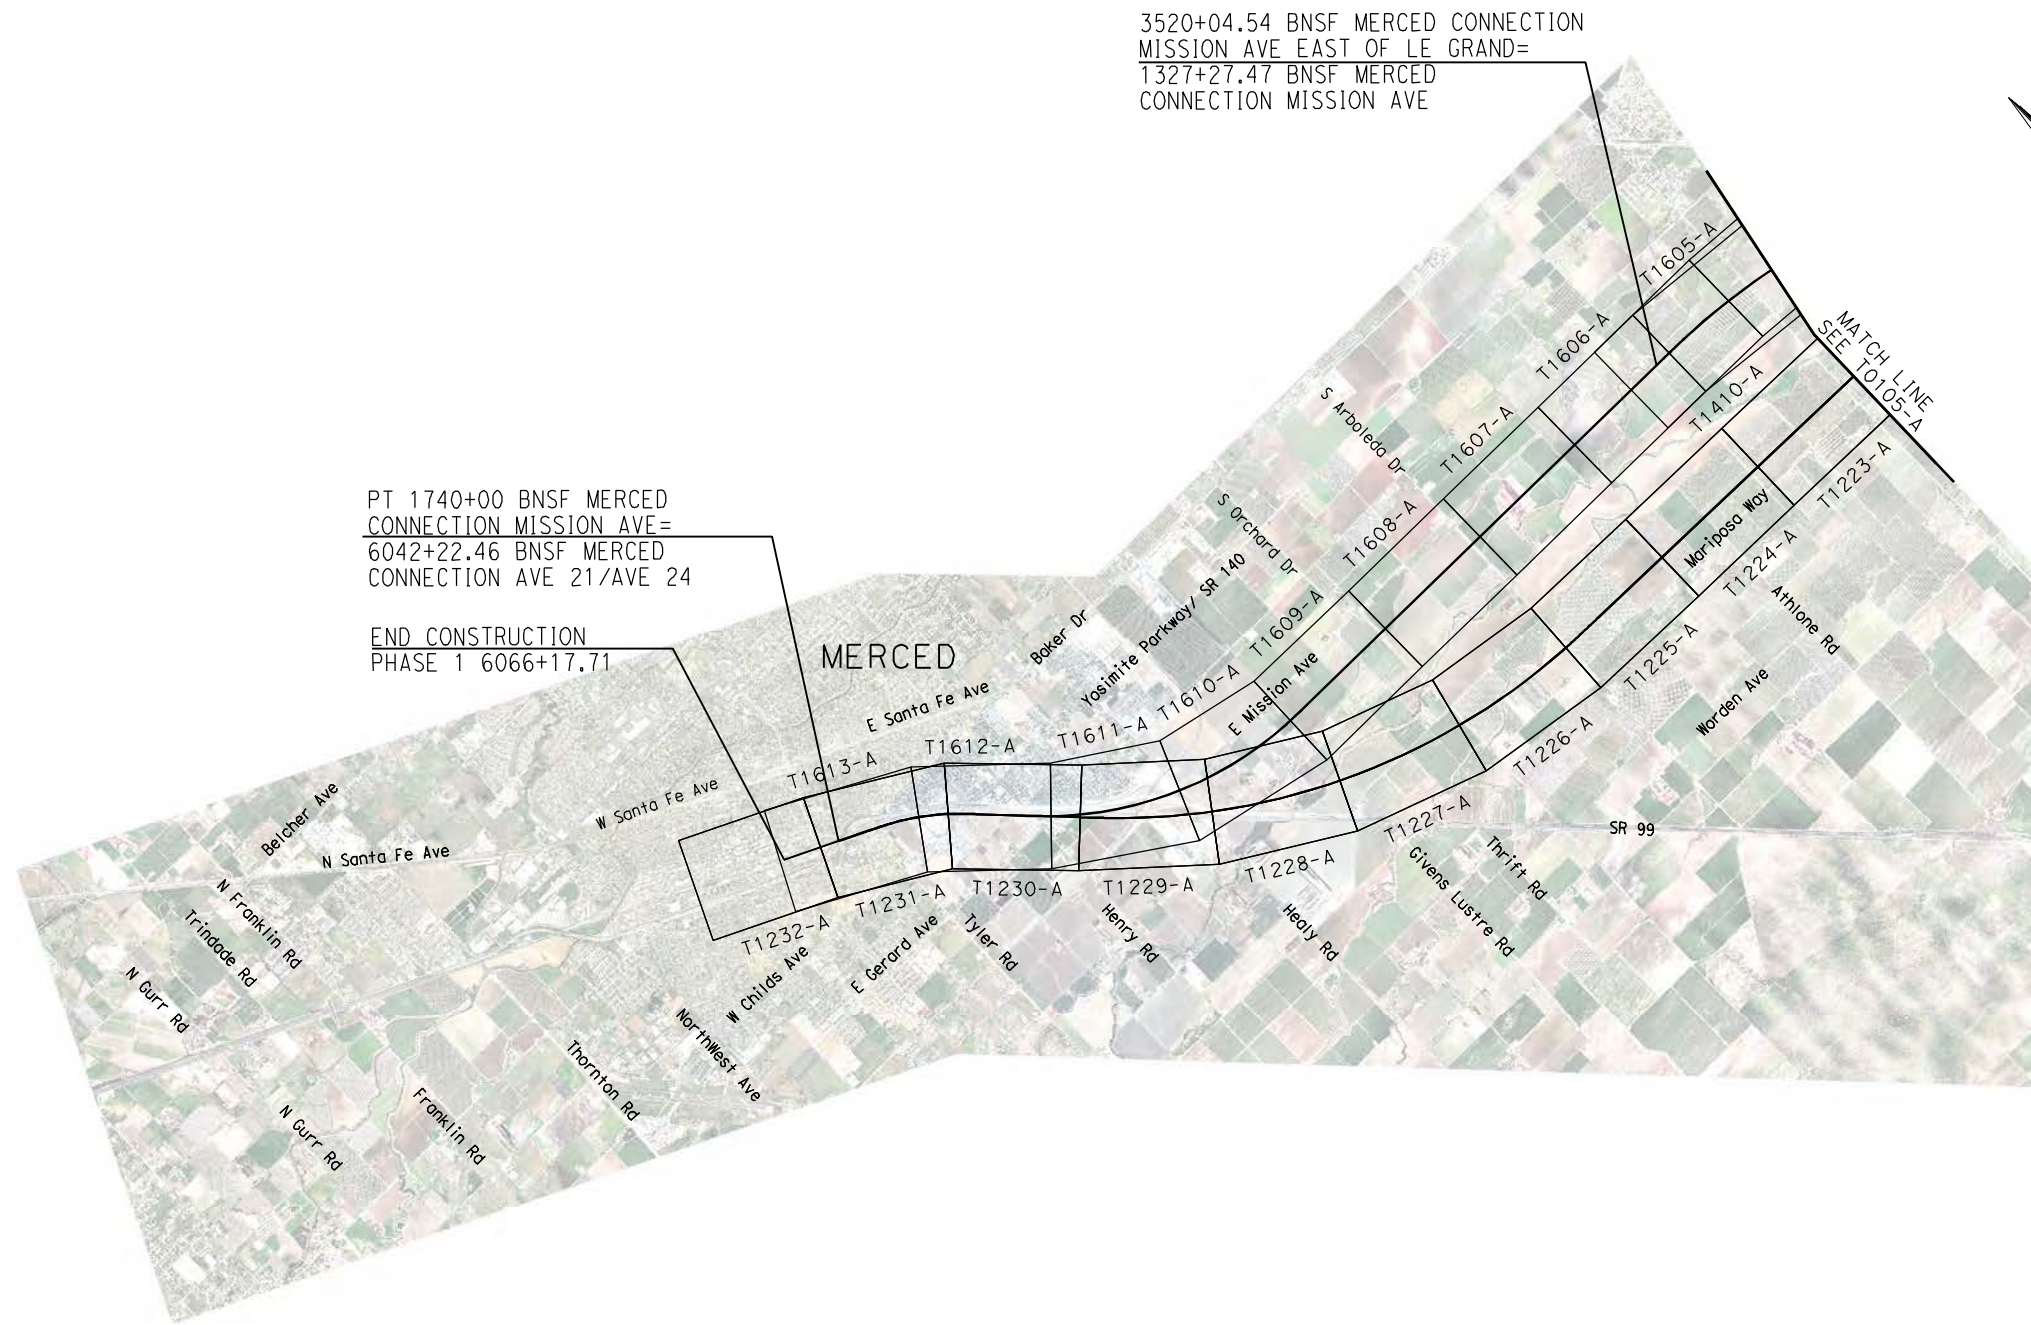 3520+04.54 BNSF MERCED CONNECTION
MISSION AVE EAST OF LE GRAND=
1327+27.47 BNSF MERCED
CONNECTION MISSION AVE
T1605-A
T1606-A
MATCH LINE
SEE T0105-A
T1410-A
S Arboleda Dr
T1607-A
T1223-A
PT 1740+00 BNSF MERCED
CONNECTION MISSION AVE=
6042+22.46 BNSF MERCED
CONNECTION AVE 21/AVE 24
S Orchard Dr
T1608-A
Mariposa Way
T1224-A
END CONSTRUCTION
PHASE 1 6066+17.71
MERCED
Baker Dr
Yosimite Parkway/ SR 140
T1609-A
Athlone Rd
T1225-A
E Santa Fe Ave
T1610-A
E Mission Ave
Worden Ave
T1611-A
T1612-A
T1613-A
T1226-A
W Santa Fe Ave
Belcher Ave
N Santa Fe Ave
T1227-A
SR 99
T1228-A
Thrift Rd
Givens Lustre Rd
T1229-A
T1230-A
T1231-A
T1232-A
N Franklin Rd
Trindade Rd
N Gurr Rd
W Childs Ave
E Gerard Ave
Tyler Rd
Henry Rd
Healy Rd
NorthWest Ave
Thornton Rd
Franklin Rd
N Gurr Rd